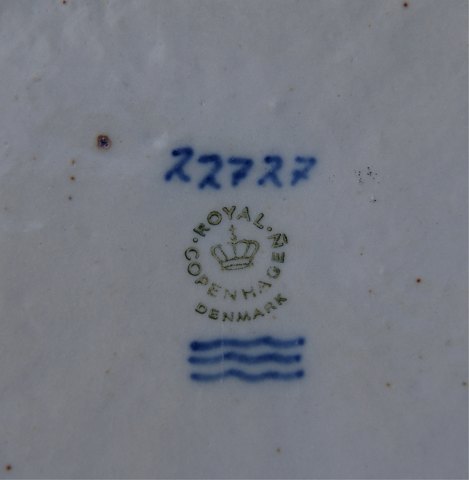 22727
ROYAL
COPENHAGEN
DENMARK